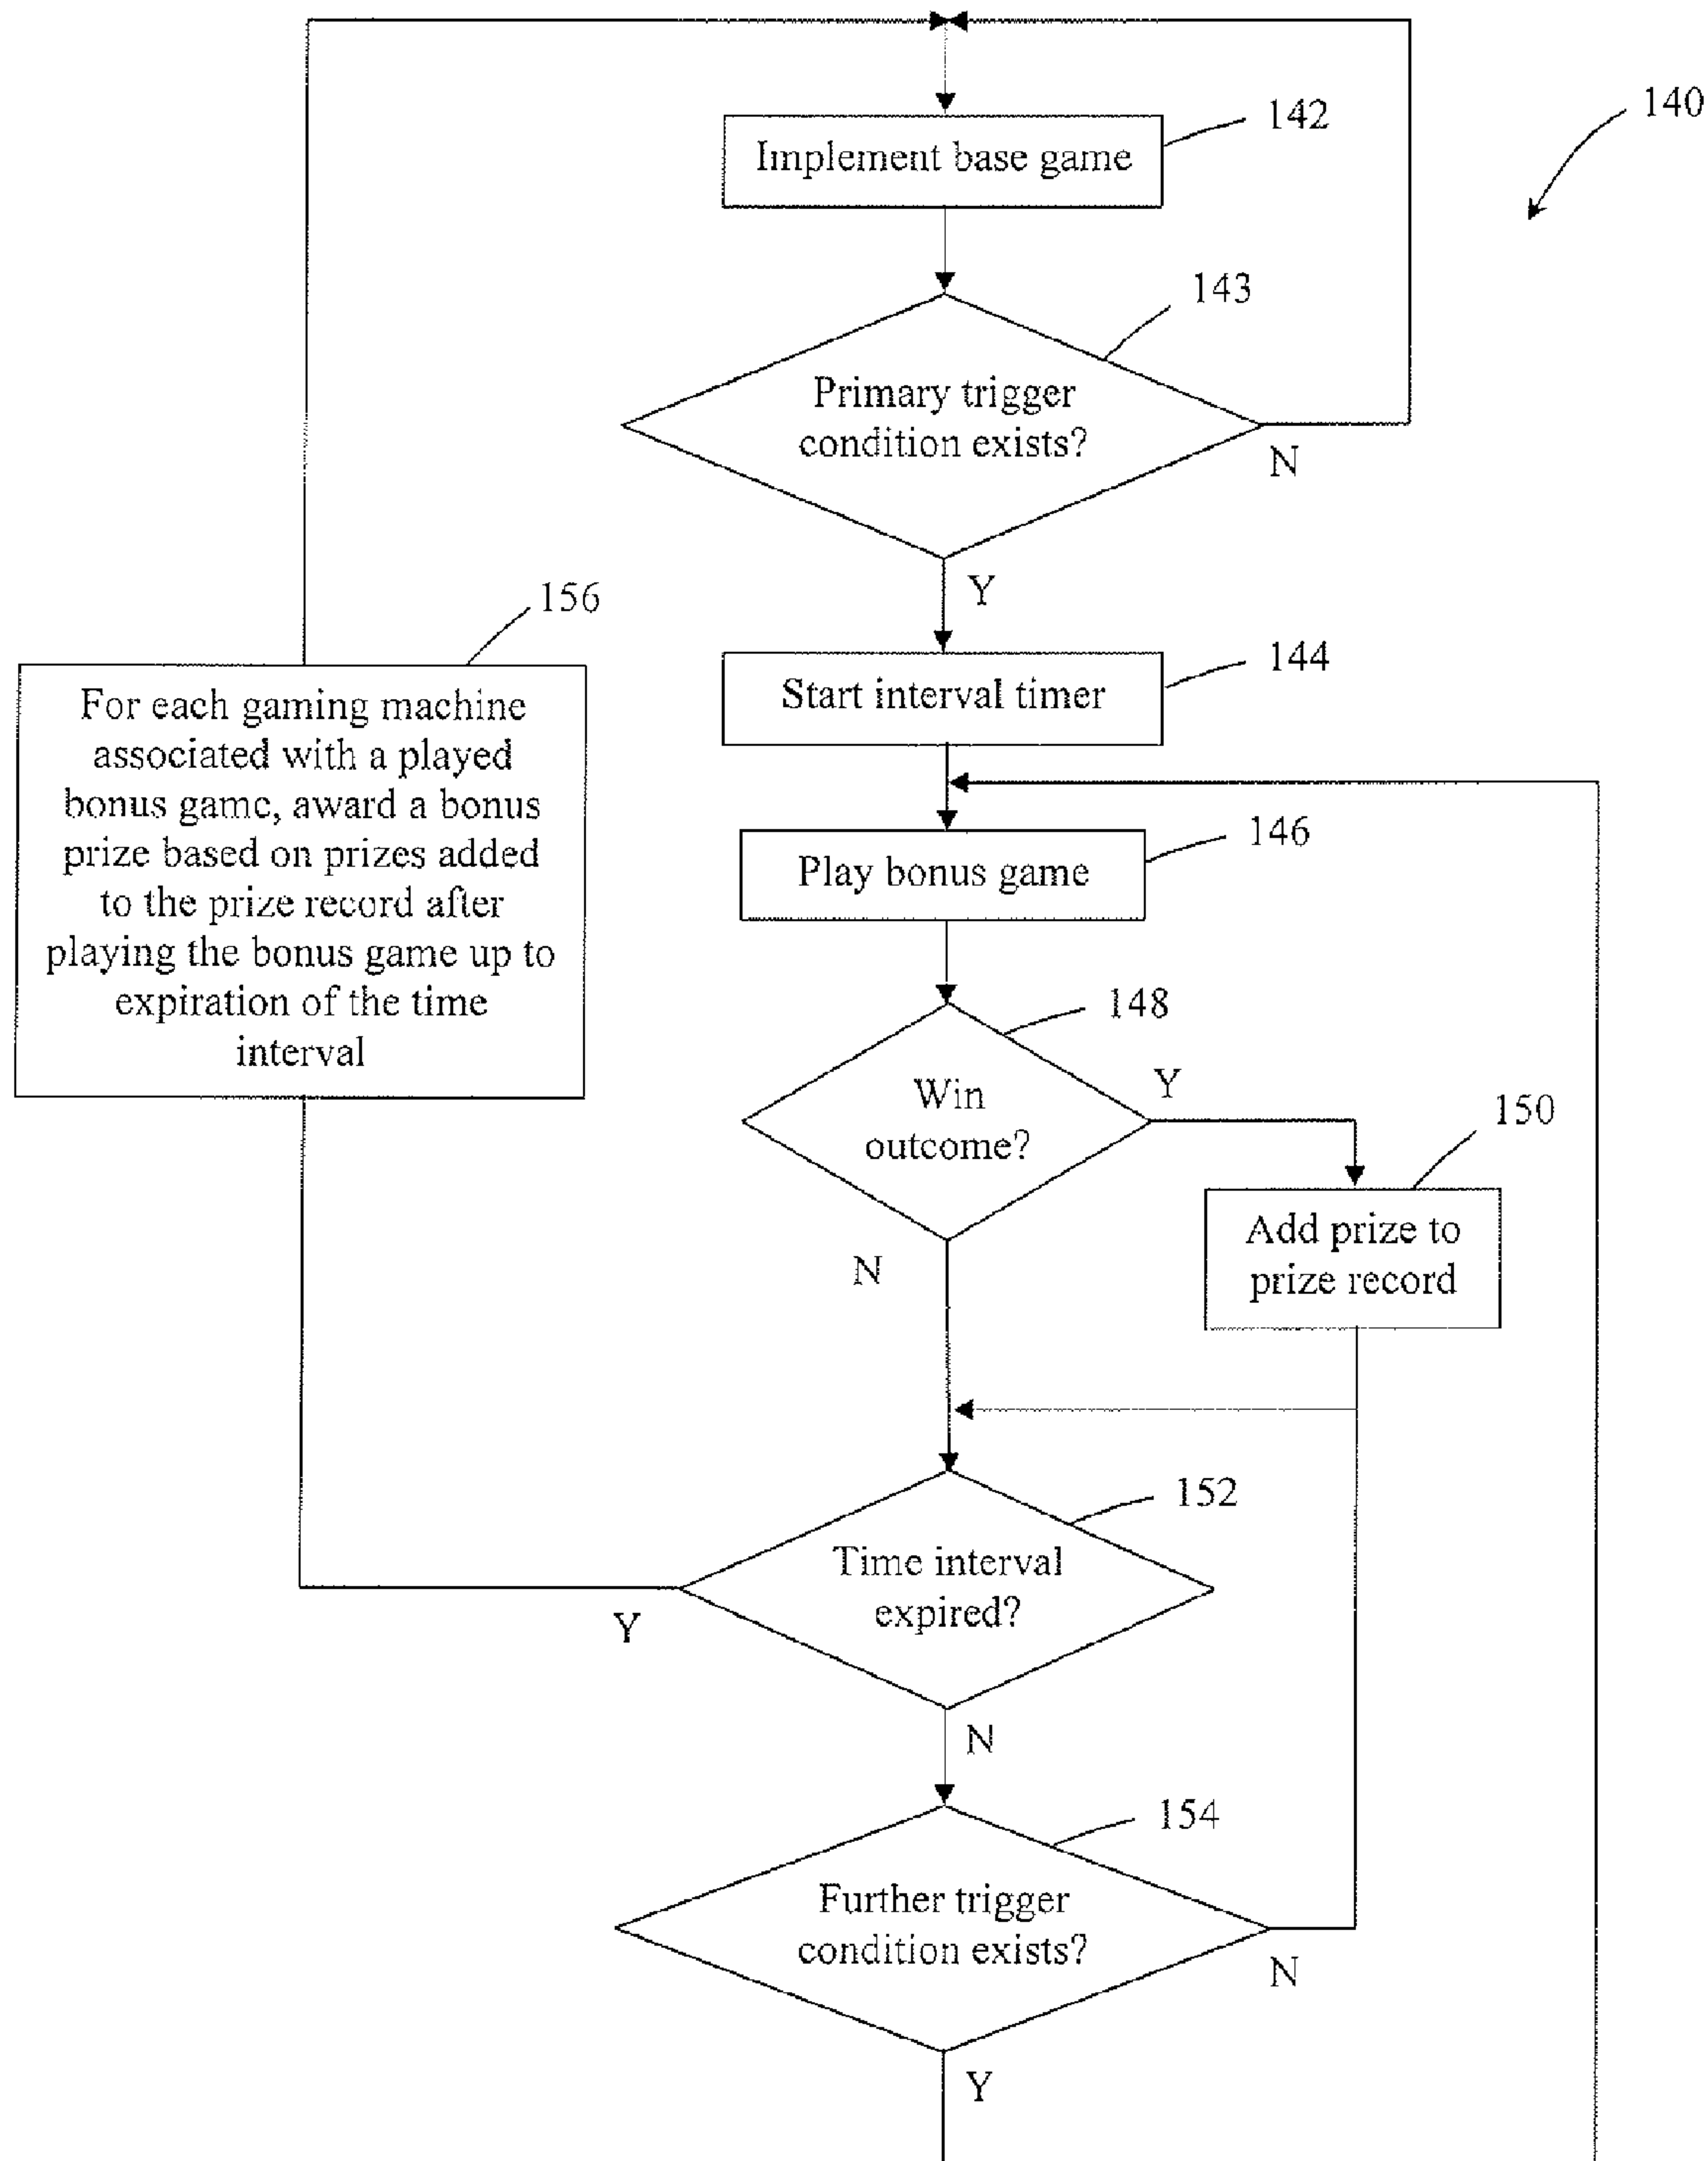 140
142
Implement base game
143
Primary trigger
condition exists?
N
Y
156
For each gaming machine
associated with a played
bonus game, award a bonus
prize based on prizes added
to the prize record after
playing the bonus game up to
expiration of the time
interval
144
Start interval timer
146
Play bonus game
148
Win
outcome?
Y
N
150
Add prize to
prize record
152
Time interval
expired?
Y
N
154
Further trigger
condition exists?
N
Y